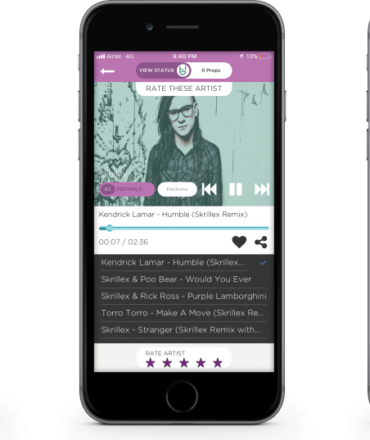 Airtel 4G 8:40 PM 13%
VIEW STATUS 0 Props
RATE THESE ARTIST
FESTIVALS Electronic
Kendrick Lamar - Humble (Skrillex Remix)
00:07 / 02:36
Kendrick Lamar - Humble (Skrillex...
Skrillex & Poo Bear - Would You Ever
Skrillex & Rick Ross - Purple Lamborghini
Torro Torro - Make A Move (Skrillex Re...
Skrillex - Stranger (Skrillex Remix with...
RATE ARTIST